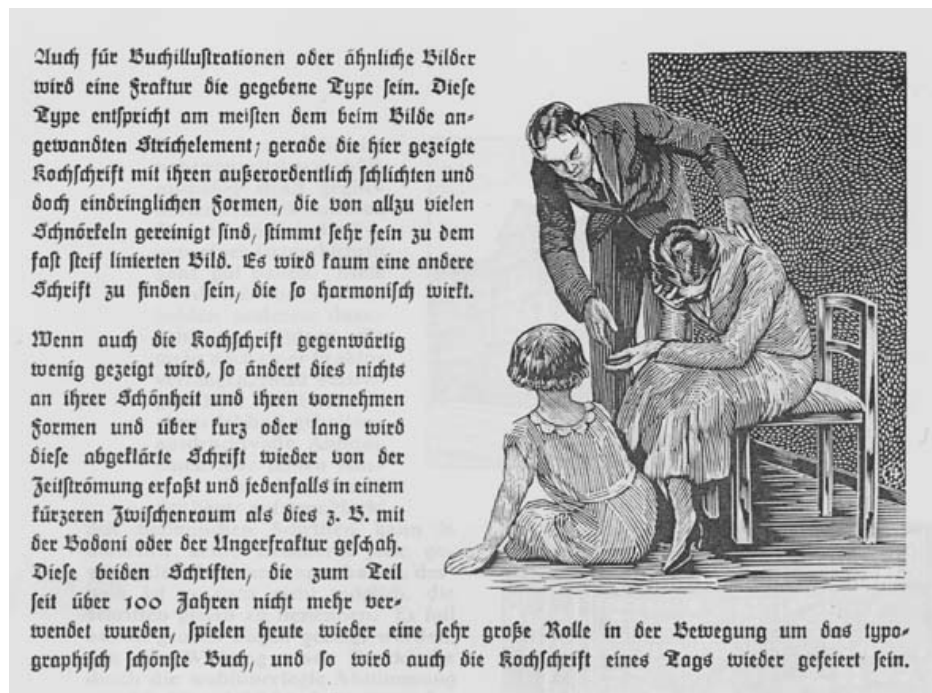 Auch für Buchillustrationen oder ähnliche Bilder
wird eine Fraktur die gegebene Type sein. Diese
Type entspricht am meisten dem beim Bilde an-
gewandten Strichelement; gerade die hier gezeigte
Kochschrift mit ihren außerordentlich schlichten und
doch eindringlichen Formen, die von allzu vielen
Schnörkeln gereinigt sind, stimmt sehr fein zu dem
fast steif linierten Bild. Es wird kaum eine andere
Schrift zu finden sein, die so harmonisch wirkt.
Wenn auch die Kochschrift gegenwärtig
wenig gezeigt wird, so ändert dies nichts
an ihrer Schönheit und ihren vornehmen
Formen und über kurz oder lang wird
diese abgeklärte Schrift wieder von der
Zeitströmung erfaßt und jedenfalls in einem
kürzeren Zwischenraum als dies z. B. mit
der Bodoni oder der Ungerfraktur geschah.
Diese beiden Schriften, die zum Teil
seit über 100 Jahren nicht mehr ver-
wendet wurden, spielen heute wieder eine sehr große Rolle in der Bewegung um das typo-
graphisch schönste Buch, und so wird auch die Kochschrift eines Tags wieder gefeiert sein.